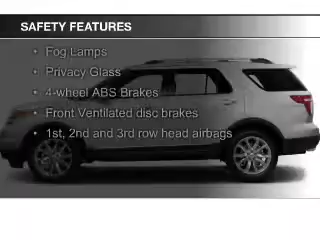 SAFETY FEATURES
• Fog Lamps
• Privacy Glass
• 4-wheel ABS Brakes
• Front Ventilated disc brakes
• 1st, 2nd and 3rd row head airbags